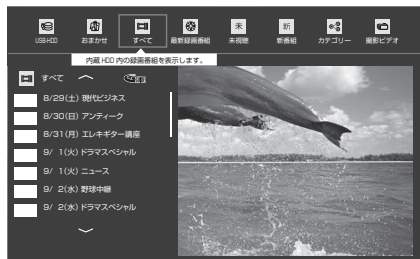 USB-HDD おまかせ すべて 最新録画番組 未視聴 新番組 カテゴリー 撮影ビデオ
未 新
内蔵 HDD 内の録画番組を表示します。
すべて
8/29(土) 現代ビジネス
8/30(日) アンティーク
8/31(月) エレキギター講座
9/ 1(火) ドラマスペシャル
9/ 1(火) ニュース
9/ 2(水) 野球中継
9/ 2(水) ドラマスペシャル